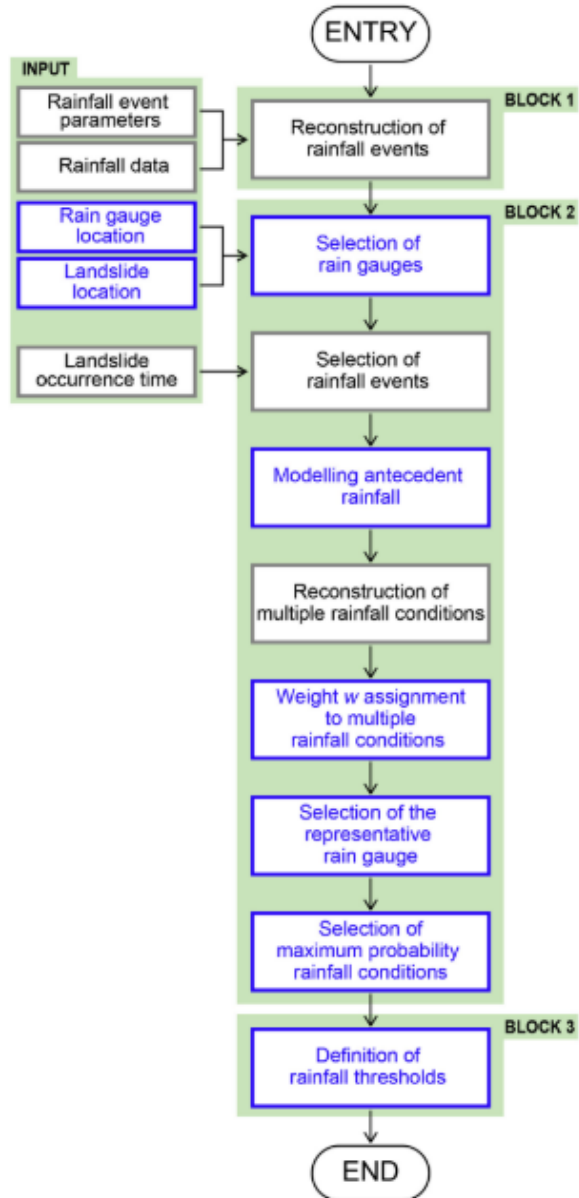 ENTRY
INPUT
Rainfall event
parameters
Rainfall data
Rain gauge
location
Landslide
location
Landslide
occurrence time
BLOCK 1
Reconstruction of
rainfall events
BLOCK 2
Selection of
rain gauges
Selection of
rainfall events
Modelling antecedent
rainfall
Reconstruction of
multiple rainfall conditions
Weight w assignment
to multiple
rainfall conditions
Selection of the
representative
rain gauge
Selection of
maximum probability
rainfall conditions
BLOCK 3
Definition of
rainfall thresholds
END